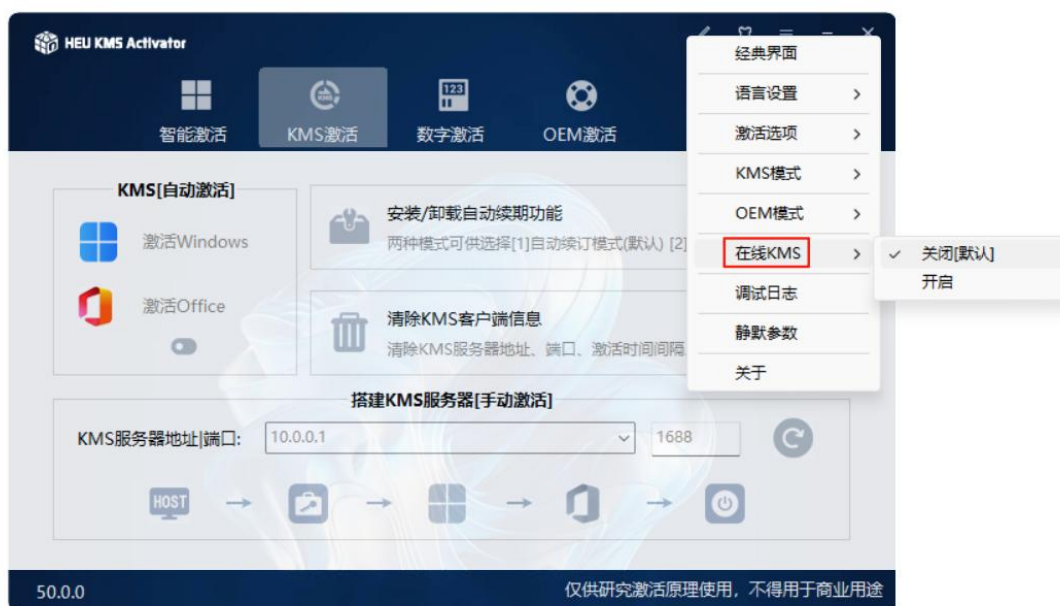 HEU KMS Activator
智能激活
KMS激活
数字激活
OEM激活
KMS[自动激活]
激活Windows
激活Office
安装/卸载自动续期功能
两种模式可供选择[1]自动续订模式(默认) [2]
清除KMS客户端信息
清除KMS服务器地址、端口、激活时间间隔
搭建KMS服务器[手动激活]
KMS服务器地址|端口:
10.0.0.1
1688
HOST
50.0.0
仅供研究激活原理使用，不得用于商业用途
经典界面
语言设置
激活选项
KMS模式
OEM模式
在线KMS
调试日志
静默参数
关于
关闭[默认]
开启
123
KMS